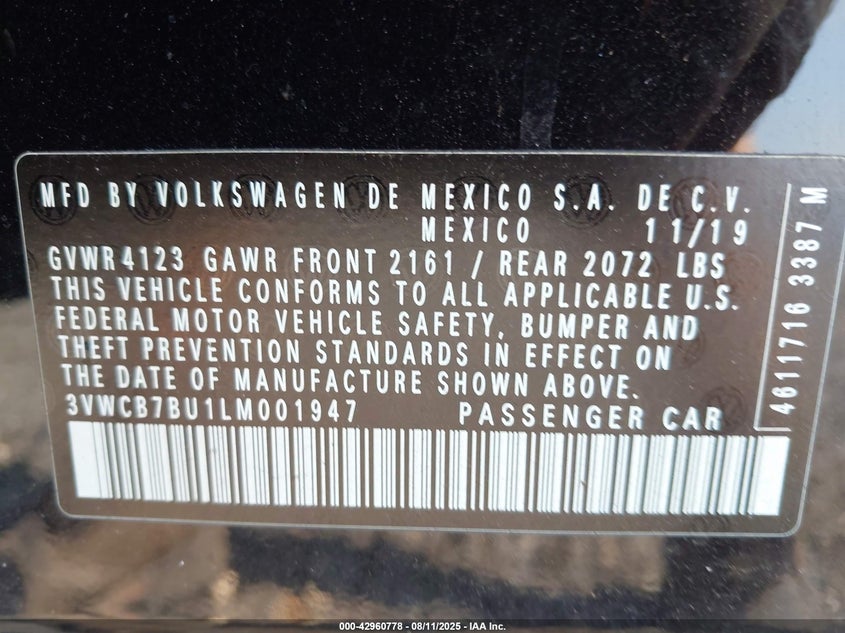 MFD BY VOLKSWAGEN DE MEXICO S.A. DE C.V.
MEXICO 11/19
GVWR 4123 GAWR FRONT 2161 / REAR 2072 LBS
THIS VEHICLE CONFORMS TO ALL APPLICABLE U.S.
FEDERAL MOTOR VEHICLE SAFETY, BUMPER AND
THEFT PREVENTION STANDARDS IN EFFECT ON
THE DATE OF MANUFACTURE SHOWN ABOVE.
3VWCB7BU1LM001947 PASSENGER CAR
4611716 3387 M
000-42960778 - 08/11/2025 - IAA Inc.